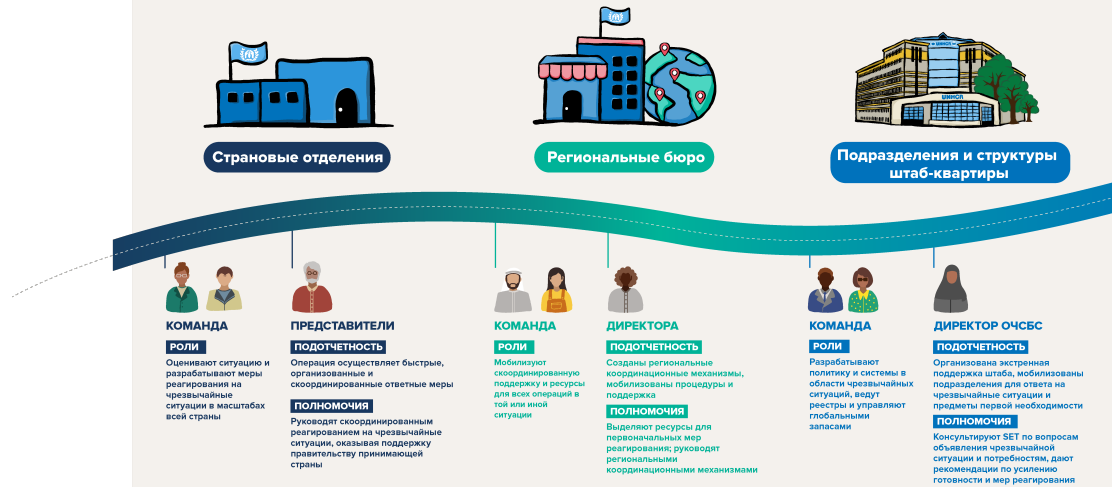 Страновые отделения
Региональные бюро
Подразделения и структуры
штаб-квартиры
КОМАНДА
РОЛИ
Оценивают ситуацию и
разрабатывают меры
реагирования на
чрезвычайные
ситуации в масштабах
всей страны
ПРЕДСТАВИТЕЛИ
ПОДОТЧЕТНОСТЬ
Операция осуществляет быстрые,
организованные и
скоординированные ответные меры
ПОЛНОМОЧИЯ
Руководят скоординированным
реагированием на чрезвычайные
ситуации, оказывая поддержку
правительству принимающей
страны
КОМАНДА
РОЛИ
Мобилизуют
скоординированную
поддержку и ресурсы
для всех операций в
той или иной
ситуации
ДИРЕКТОРА
ПОДОТЧЕТНОСТЬ
Созданы региональные
координационные механизмы,
мобилизованы процедуры и
поддержка
ПОЛНОМОЧИЯ
Выделяют ресурсы для
первоначальных мер
реагирования; руководят
региональными
координационными механизмами
КОМАНДА
РОЛИ
Разрабатывают
политику и системы в
области чрезвычайных
ситуаций, ведут
реестры и управляют
глобальными
запасами
ДИРЕКТОР ОЧСБС
ПОДОТЧЕТНОСТЬ
Организована экстренная
поддержка штаба, мобилизованы
подразделения для ответа на
чрезвычайные ситуации и
предметы первой необходимости
ПОЛНОМОЧИЯ
Консультируют SET по вопросам
объявления чрезвычайной
ситуации и потребностям, дают
рекомендации по усилению
готовности и мер реагирования